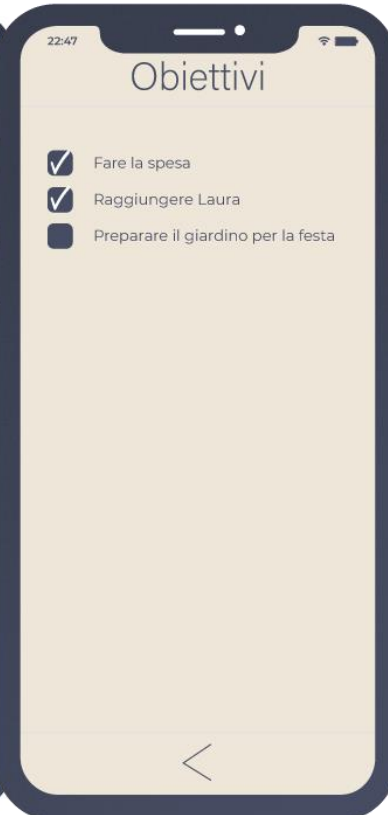 22:47
Obiettivi
Fare la spesa
Raggiungere Laura
Preparare il giardino per la festa